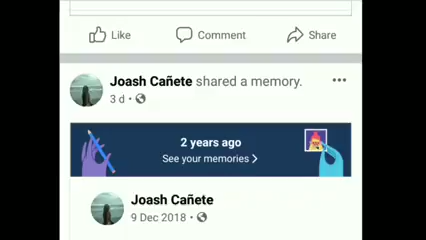 Like Comment Share
Joash Cañete shared a memory.
3 d •
2 years ago
See your memories >
Joash Cañete
9 Dec 2018 •